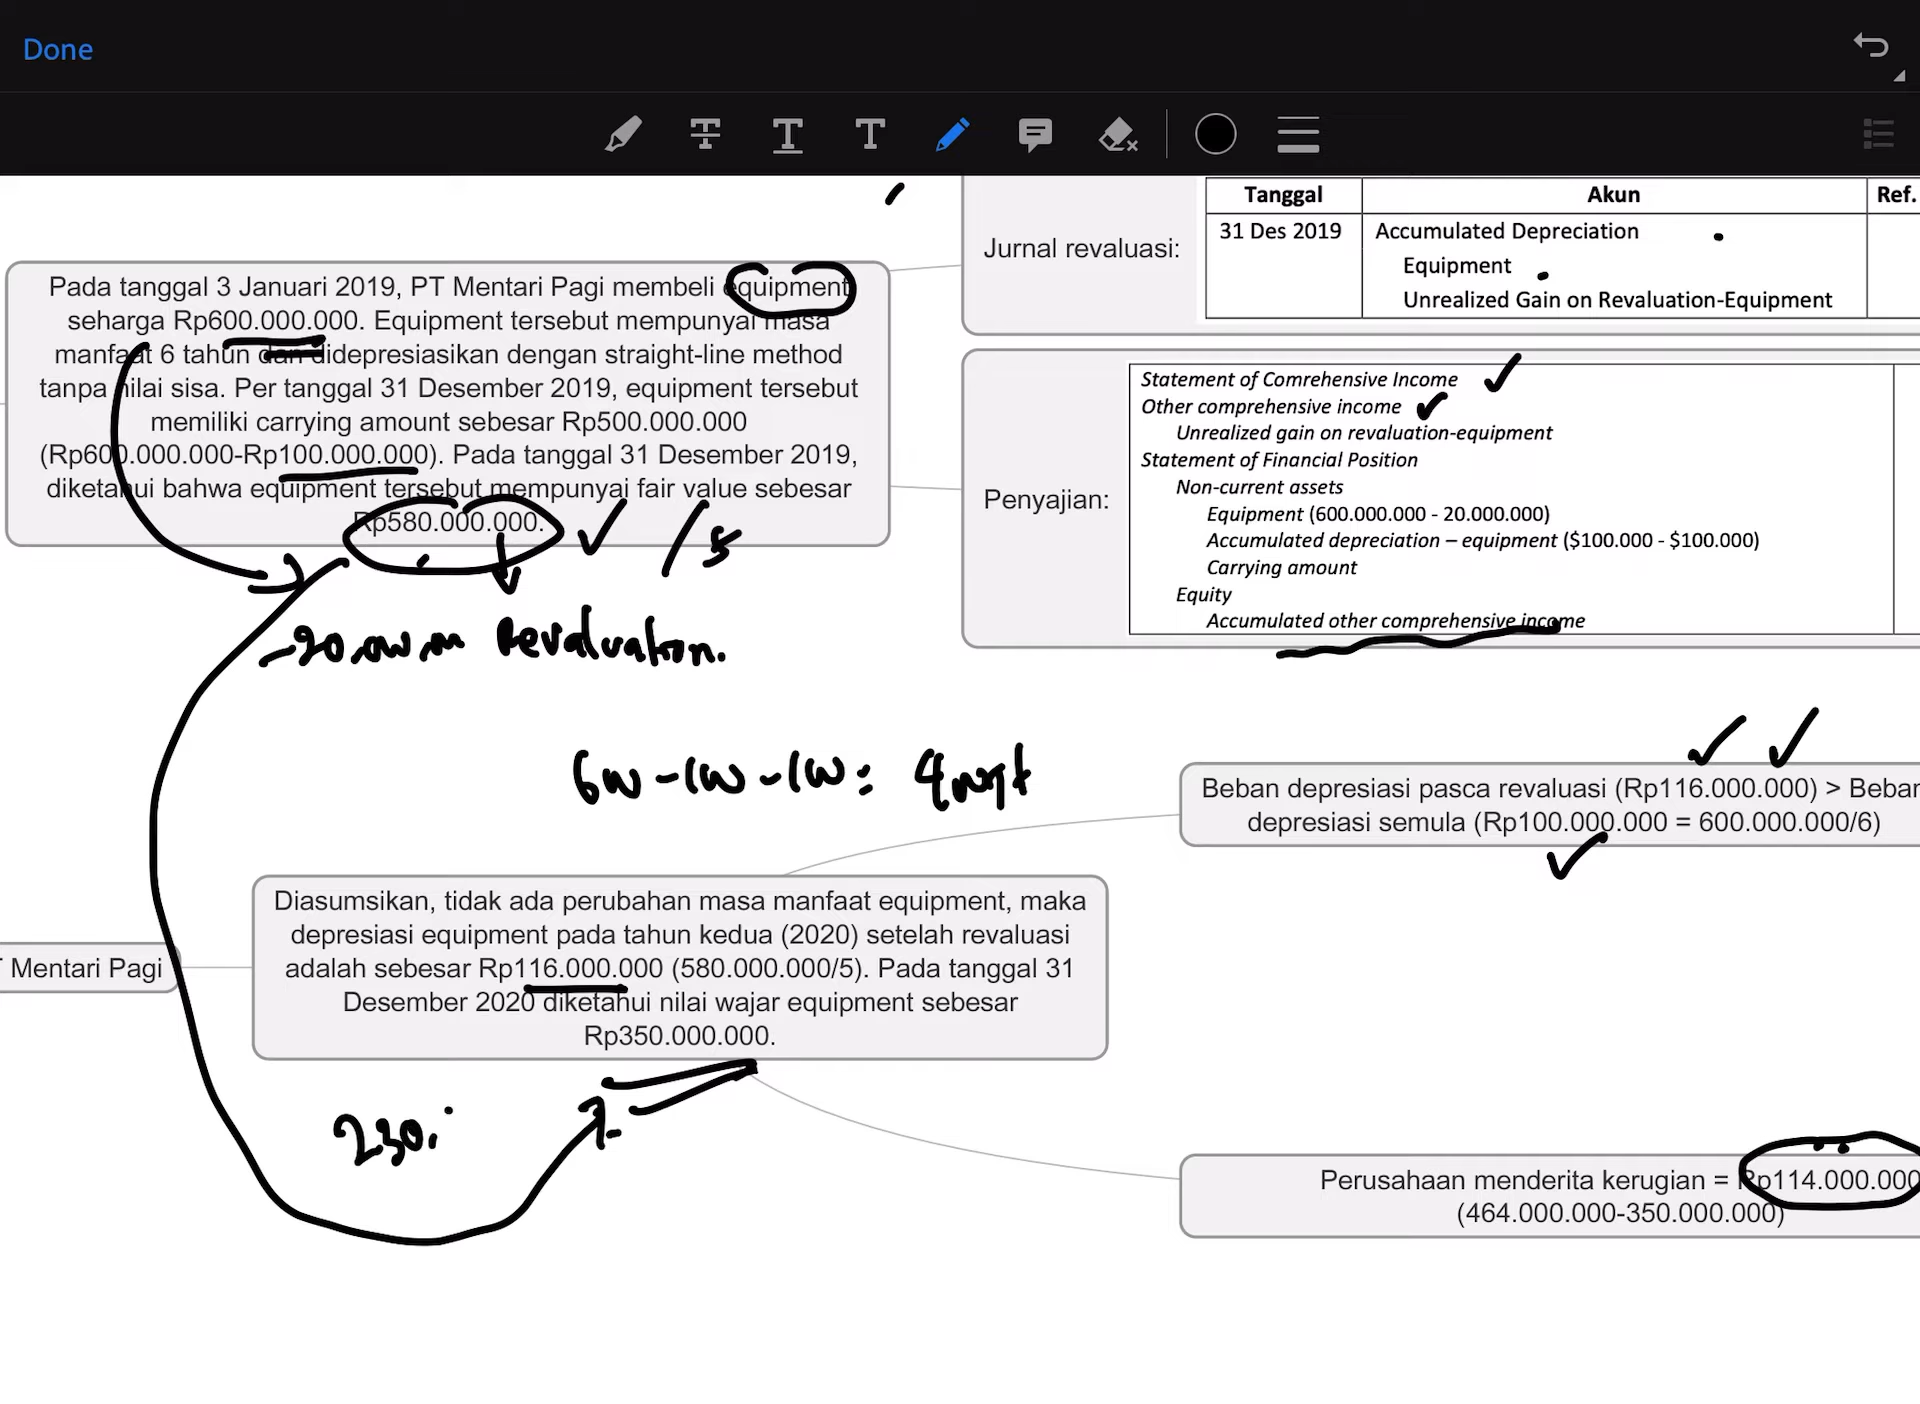 Done
Pada tanggal 3 Januari 2019, PT Mentari Pagi membeli equipment
seharga Rp600.000.000. Equipment tersebut mempunyai masa
manfaat 6 tahun dan didepresiasikan dengan straight-line method
tanpa nilai sisa. Per tanggal 31 Desember 2019, equipment tersebut
memiliki carrying amount sebesar Rp500.000.000
(Rp600.000.000-Rp100.000.000). Pada tanggal 31 Desember 2019,
diketahui bahwa equipment tersebut mempunyai fair value sebesar
Rp580.000.000.
/5
Revaluation.
Jurnal revaluasi:
Tanggal Akun Ref.
31 Des 2019 Accumulated Depreciation
Equipment
Unrealized Gain on Revaluation-Equipment
Penyajian:
Statement of Comrehensive Income
Other comprehensive income
Unrealized gain on revaluation-equipment
Statement of Financial Position
Non-current assets
Equipment (600.000.000 - 20.000.000)
Accumulated depreciation – equipment ($100.000 - $100.000)
Carrying amount
Equity
Accumulated other comprehensive income
Beban depresiasi pasca revaluasi (Rp116.000.000) > Beban
depresiasi semula (Rp100.000.000 = 600.000.000/6)
Mentari Pagi
Diasumsikan, tidak ada perubahan masa manfaat equipment, maka
depresiasi equipment pada tahun kedua (2020) setelah revaluasi
adalah sebesar Rp116.000.000 (580.000.000/5). Pada tanggal 31
Desember 2020 diketahui nilai wajar equipment sebesar
Rp350.000.000.
230.
Perusahaan menderita kerugian = Rp114.000.000
(464.000.000-350.000.000)